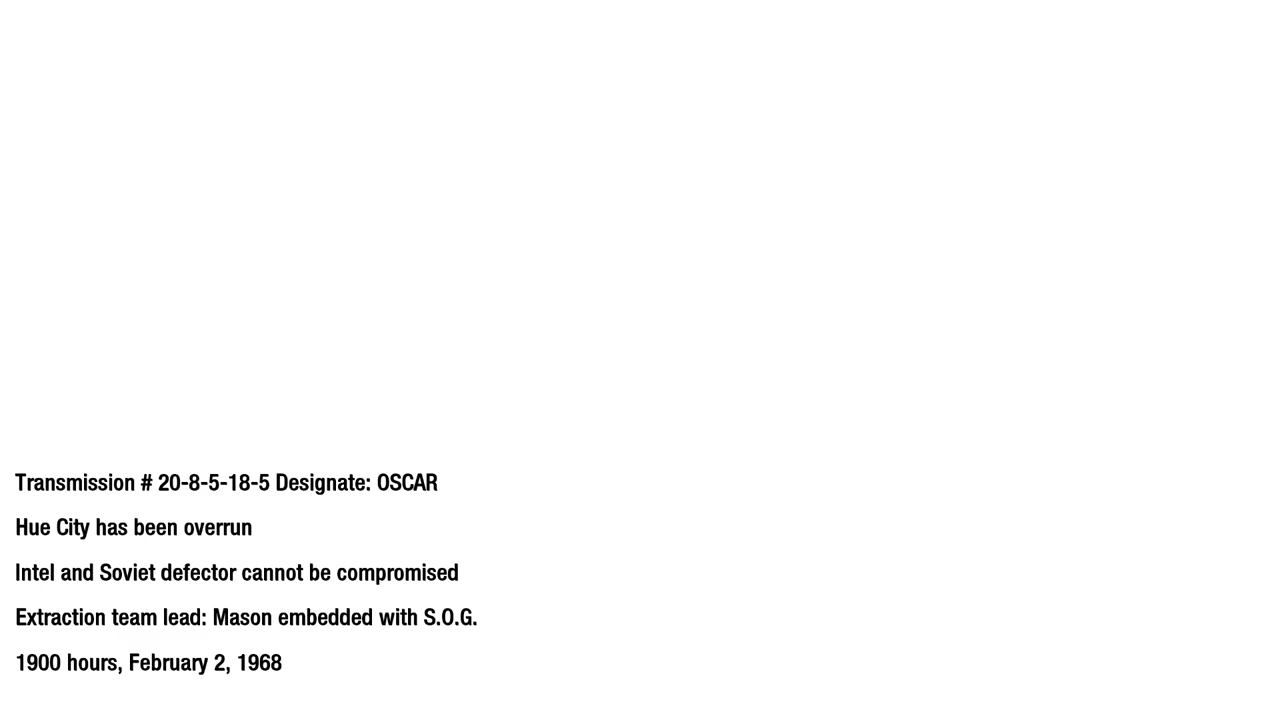 Transmission # 20-8-5-18-5 Designate: OSCAR
Hue City has been overrun
Intel and Soviet defector cannot be compromised
Extraction team lead: Mason embedded with S.O.G.
1900 hours, February 2, 1968